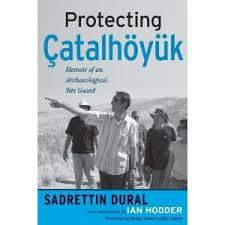 Protecting
Çatalhöyük
Memoir of an
Archaeological
Site Guard
SADRETTIN DURAL
IAN HODDER